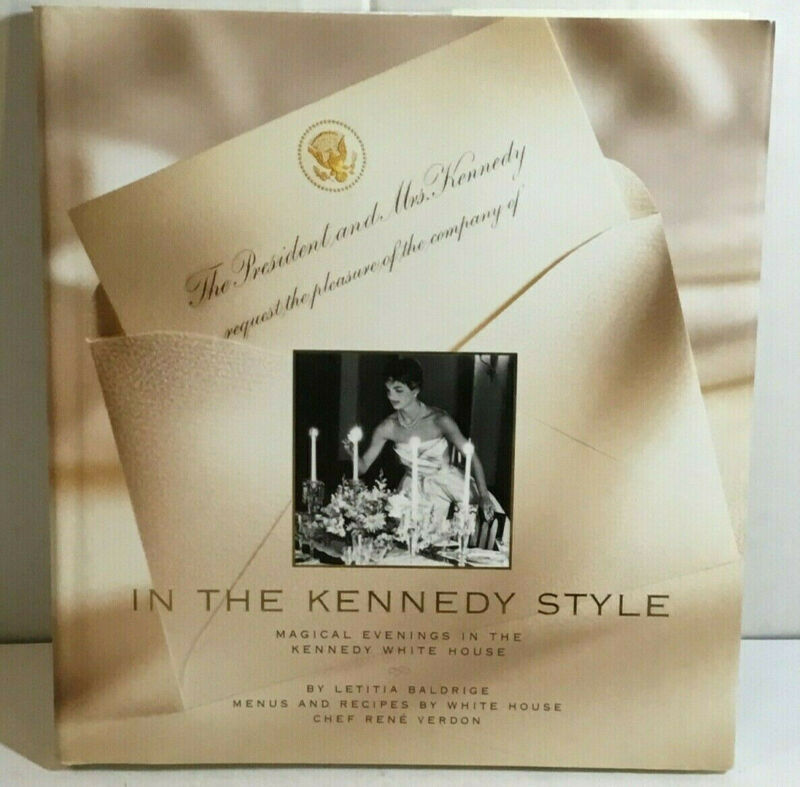 The President and Mrs. Kennedy
request the pleasure of the company of
IN THE KENNEDY STYLE
MAGICAL EVENINGS IN THE
KENNEDY WHITE HOUSE
BY LETITIA BALDRIGE
MENUS AND RECIPES BY WHITE HOUSE
CHEF RENÉ VERDON